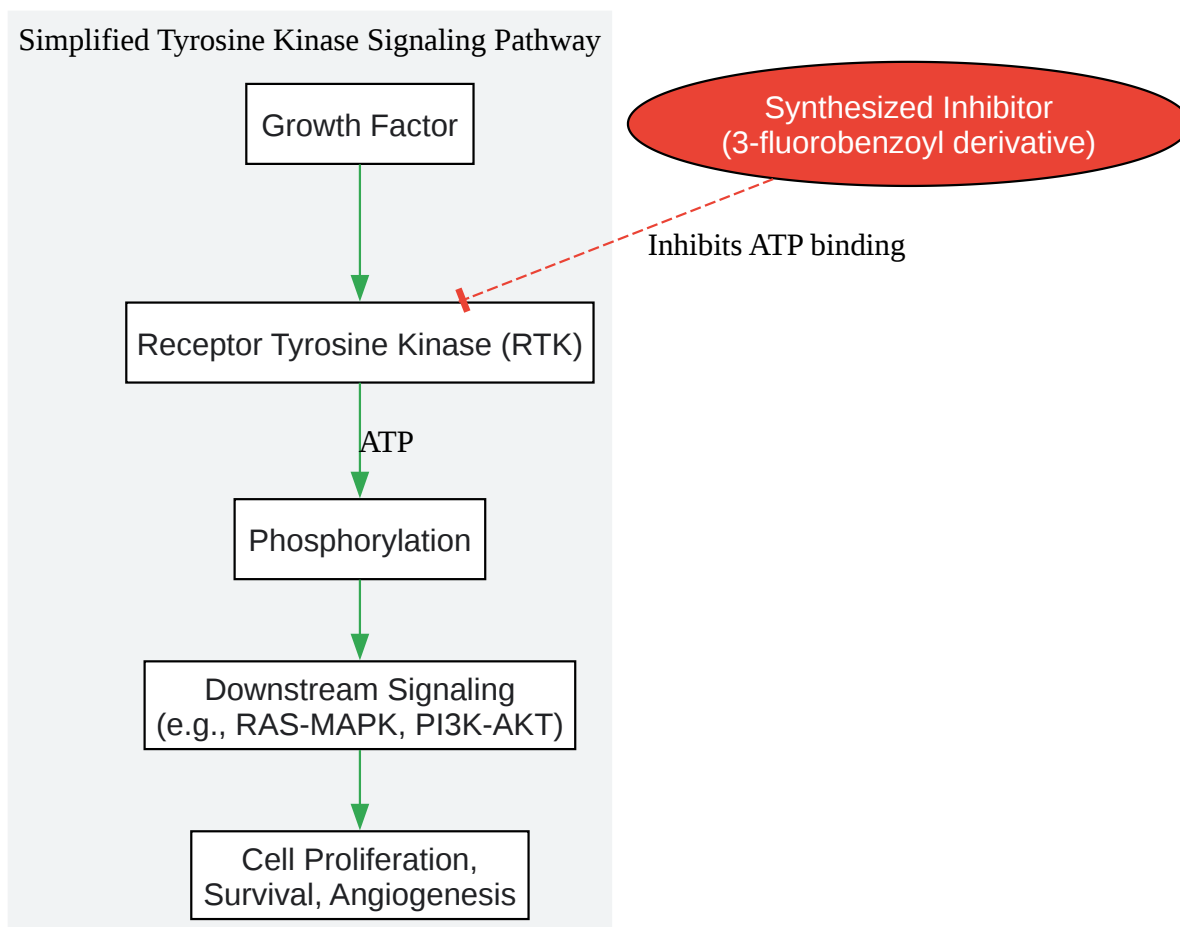 Simplified Tyrosine Kinase Signaling Pathway
Growth Factor
Synthesized Inhibitor
(3-fluorobenzoyl derivative)
Inhibits ATP binding
Receptor Tyrosine Kinase (RTK)
ATP
Phosphorylation
Downstream Signaling
(e.g., RAS-MAPK, PI3K-AKT)
Cell Proliferation,
Survival, Angiogenesis